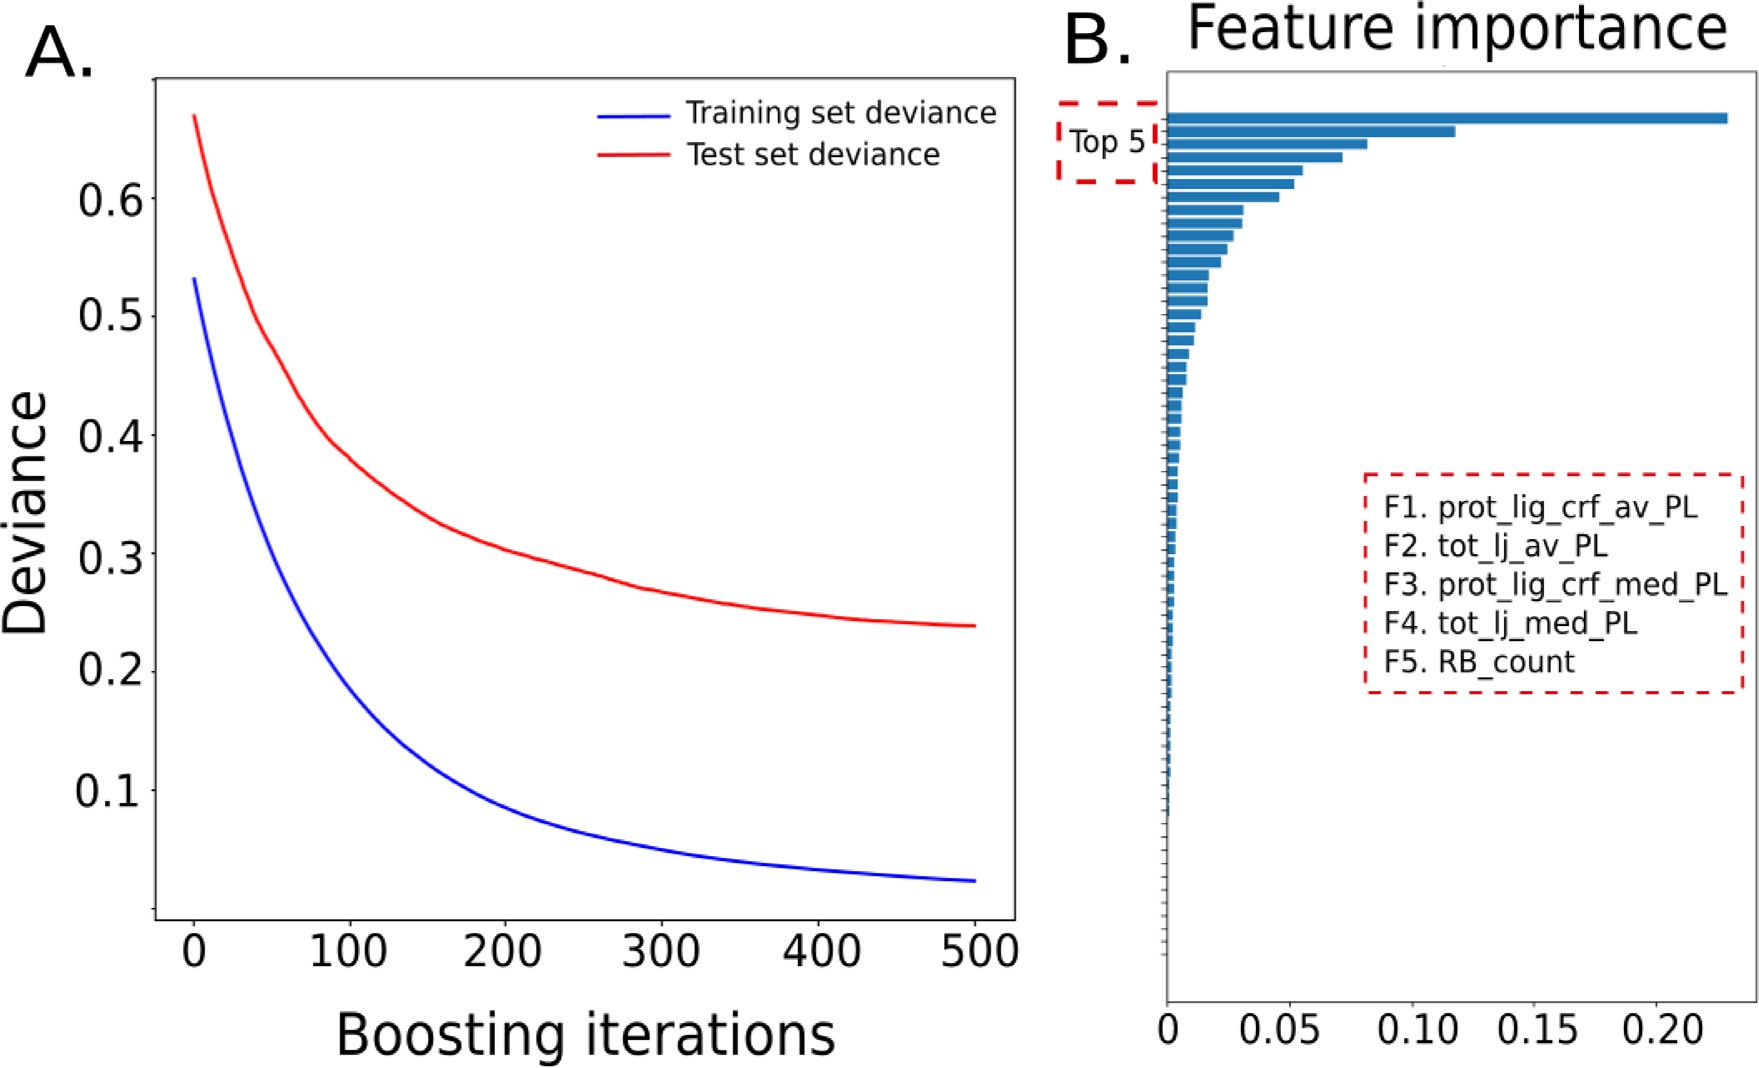 A.
Training set deviance
Test set deviance
0.6
0.5
0.4
0.3
0.2
0.1
Deviance
0 100 200 300 400 500
Boosting iterations
B.
Feature importance
Top 5
F1. prot_lig_crf_av_PL
F2. tot_lj_av_PL
F3. prot_lig_crf_med_PL
F4. tot_lj_med_PL
F5. RB_count
0 0.05 0.10 0.15 0.20